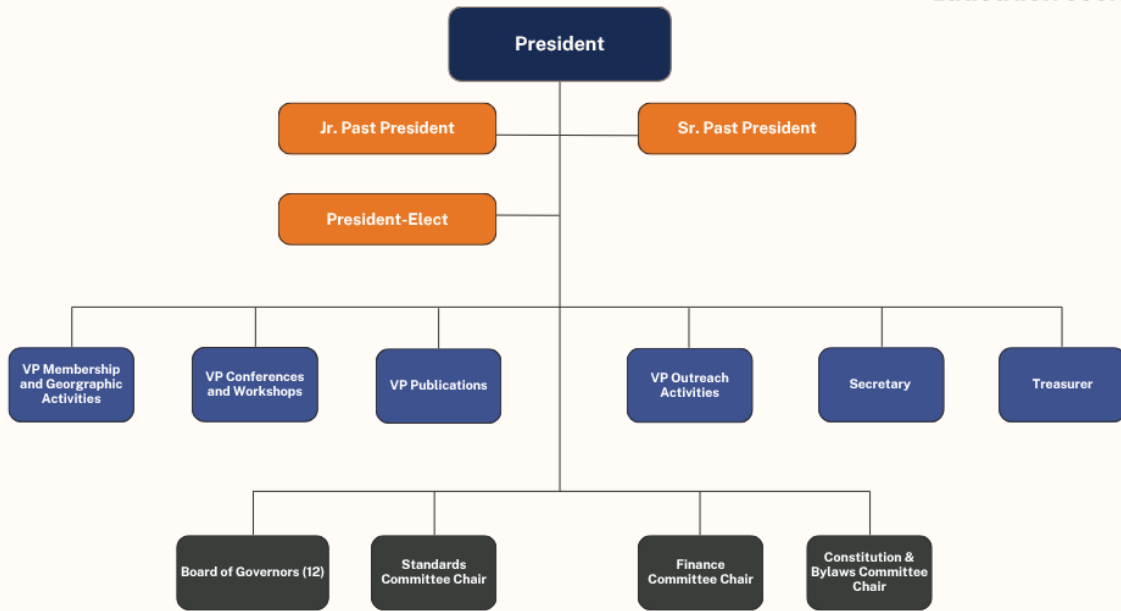 President
Jr. Past President
Sr. Past President
President-Elect
VP Membership
and Georgraphic
Activities
VP Conferences
and Workshops
VP Publications
VP Outreach
Activities
Secretary
Treasurer
Board of Governors (12)
Standards
Committee Chair
Finance
Committee Chair
Constitution &
Bylaws Committee
Chair